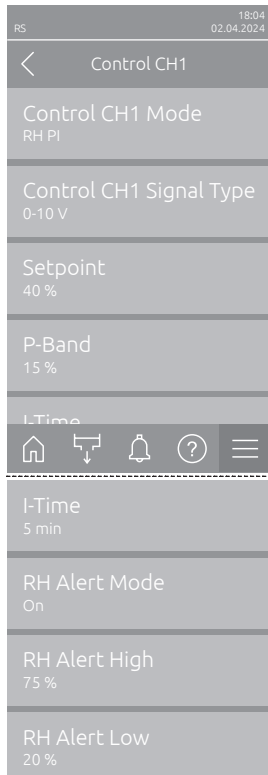 18:04
RS 02.04.2024
Control CH1
Control CH1 Mode
RH PI
Control CH1 Signal Type
0-10 V
Setpoint
40 %
P-Band
15 %
I-Time
?
I-Time
5 min
RH Alert Mode
On
RH Alert High
75 %
RH Alert Low
20 %